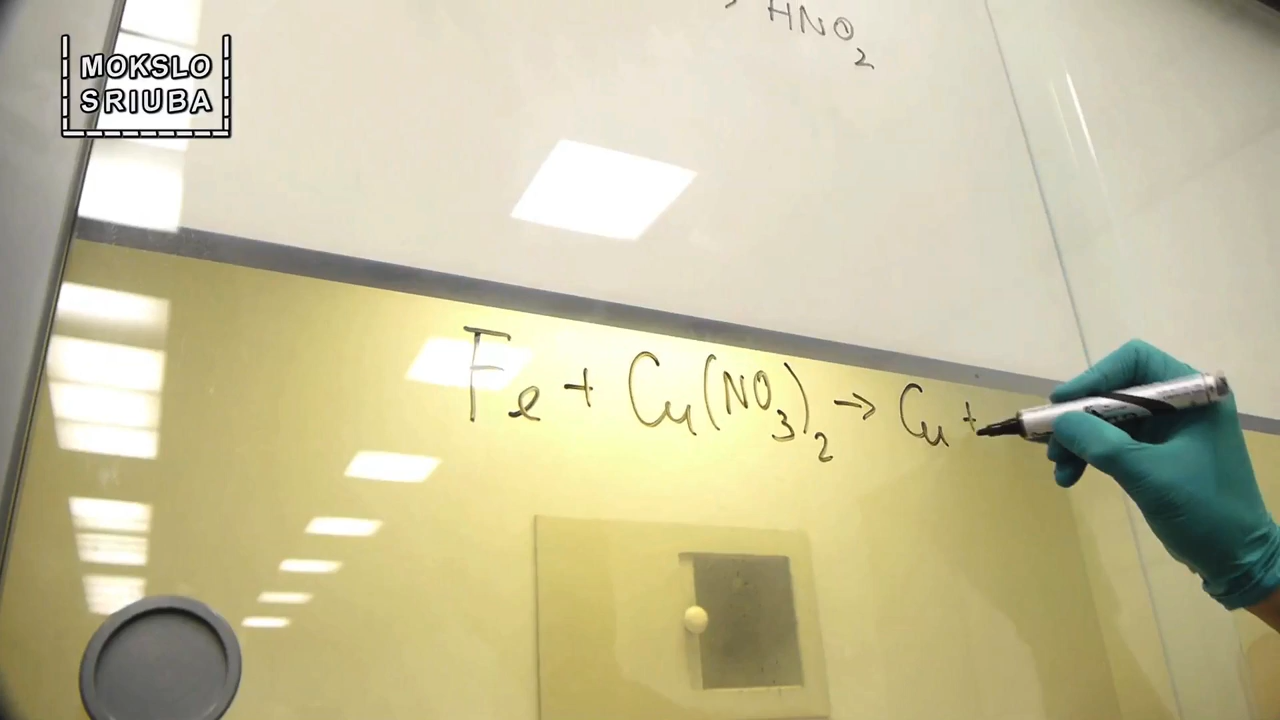 MOKSLO
SRIUBA
HNO₂
Fe + Cu(NO₃)₂ → Cu +